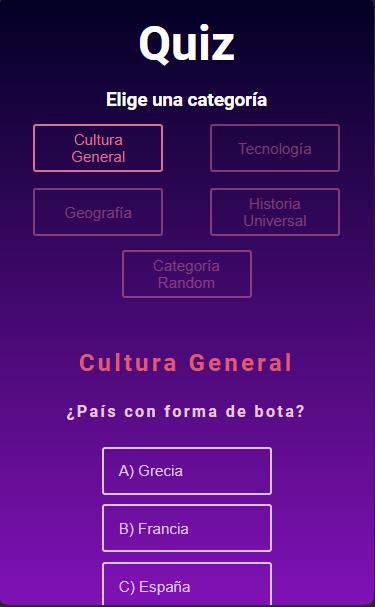 Quiz
Elige una categoría
Cultura
General
Tecnología
Geografía
Historia
Universal
Categoría
Random
Cultura General
¿País con forma de bota?
A) Grecia
B) Francia
C) España